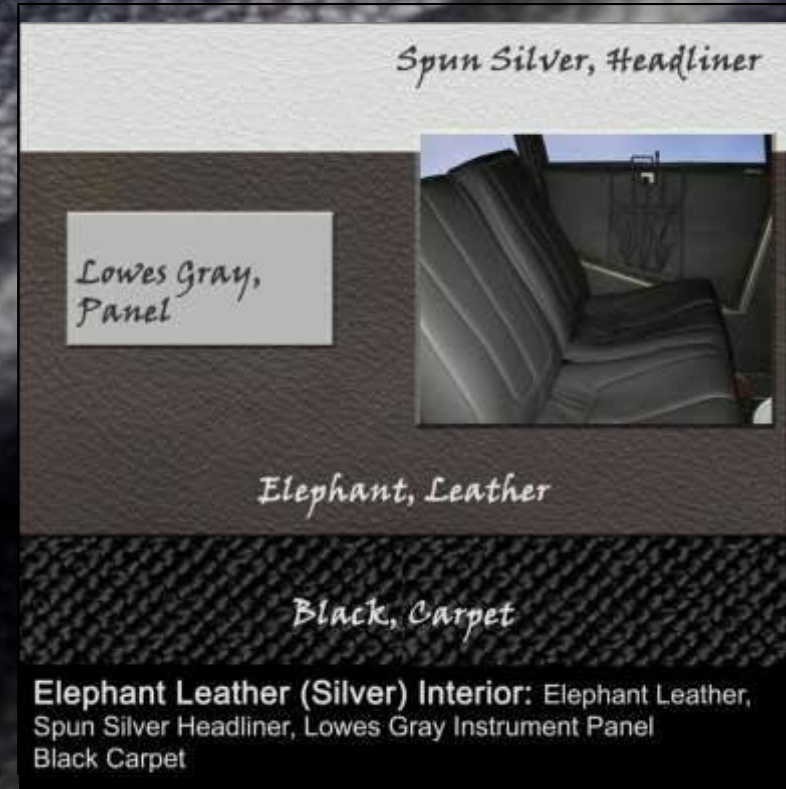 Spun Silver, Headliner
Lowes Gray,
Panel
Elephant, Leather
Black, Carpet
Elephant Leather (Silver) Interior: Elephant Leather,
Spun Silver Headliner, Lowes Gray Instrument Panel
Black Carpet